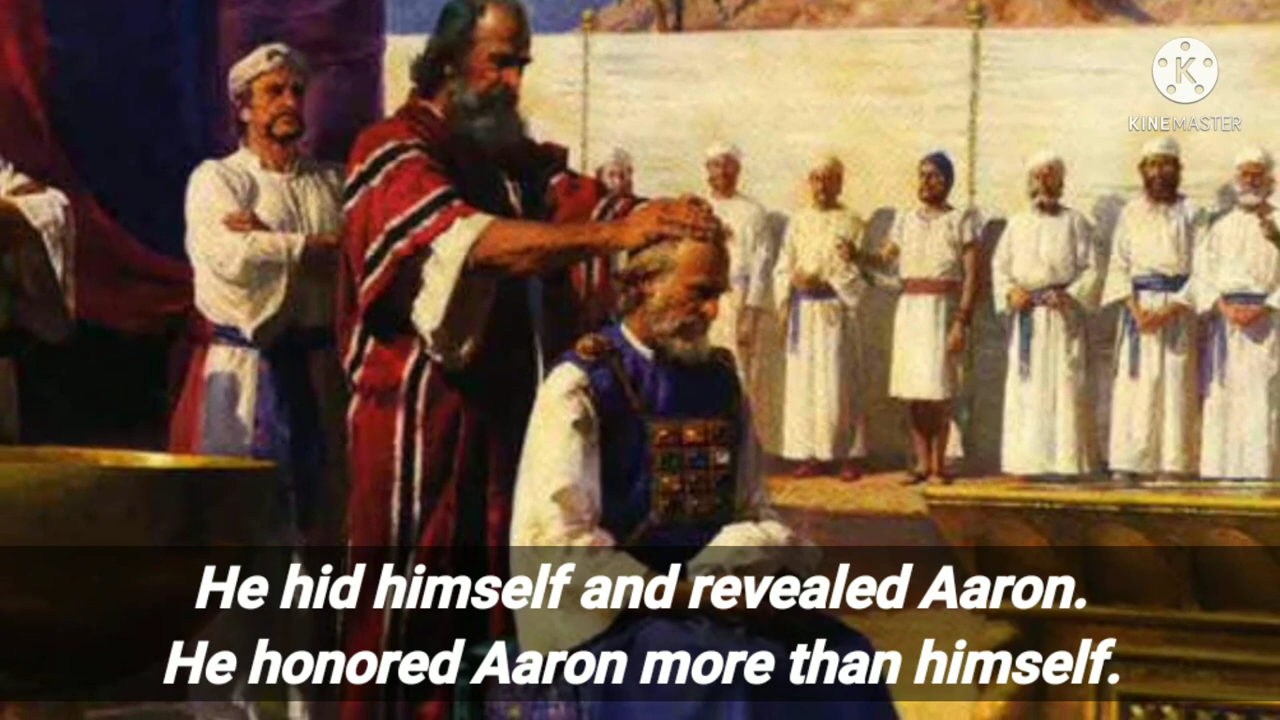 K
KINEMASTER
He hid himself and revealed Aaron.
He honored Aaron more than himself.